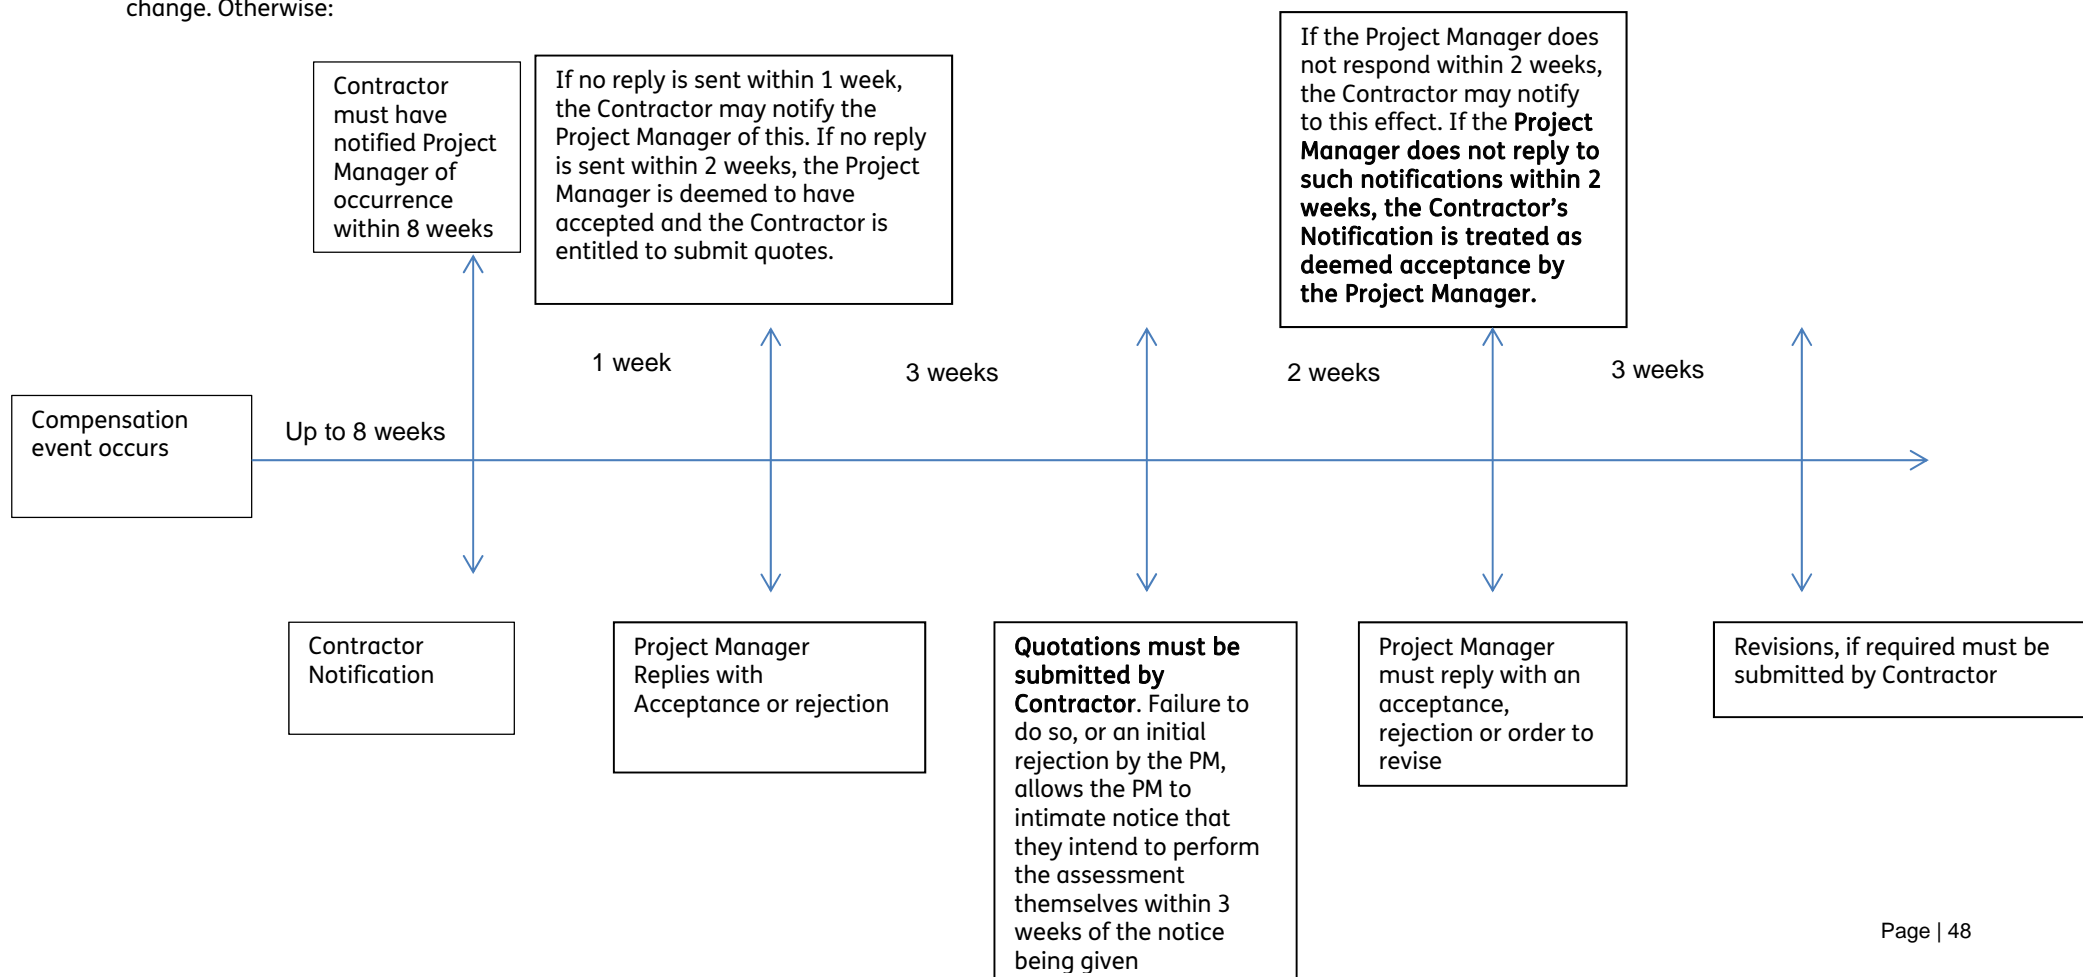 change. Otherwise:
Contractor
must have
notified Project
Manager of
occurrence
within 8 weeks
If no reply is sent within 1 week,
the Contractor may notify the
Project Manager of this. If no reply
is sent within 2 weeks, the Project
Manager is deemed to have
accepted and the Contractor is
entitled to submit quotes.
If the Project Manager does
not respond within 2 weeks,
the Contractor may notify
to this effect. If the Project
Manager does not reply to
such notifications within 2
weeks, the Contractor’s
Notification is treated as
deemed acceptance by
the Project Manager.
1 week
3 weeks
2 weeks
3 weeks
Compensation
event occurs
Up to 8 weeks
Contractor
Notification
Project Manager
Replies with
Acceptance or rejection
Quotations must be
submitted by
Contractor. Failure to
do so, or an initial
rejection by the PM,
allows the PM to
intimate notice that
they intend to perform
the assessment
themselves within 3
weeks of the notice
being given
Project Manager
must reply with an
acceptance,
rejection or order to
revise
Revisions, if required must be
submitted by Contractor
Page | 48